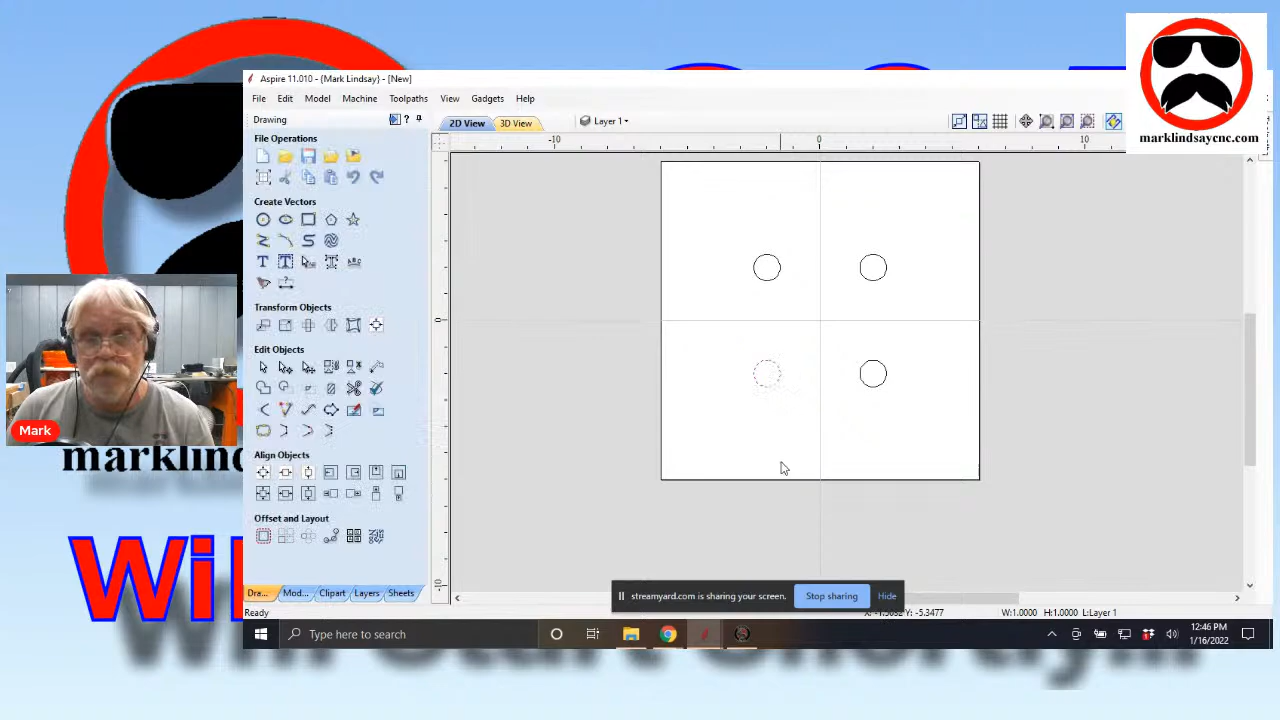 Aspire 11.010 - {Mark Lindsay} - [New]
File Edit Model Machine Toolpaths View Gadgets Help
Drawing
2D View 3D View Layer 1
File Operations
-10 0 10
Create Vectors
Transform Objects
0
Edit Objects
Align Objects
Offset and Layout
Dra... Mod... Clipart Layers Sheets
Ready
W:1.0000 H:1.0000 L:Layer 1
streamyard.com is sharing your screen. Stop sharing Hide
Type here to search
12:46 PM
1/16/2022
marklindsaycnc.com
Mark
marklind